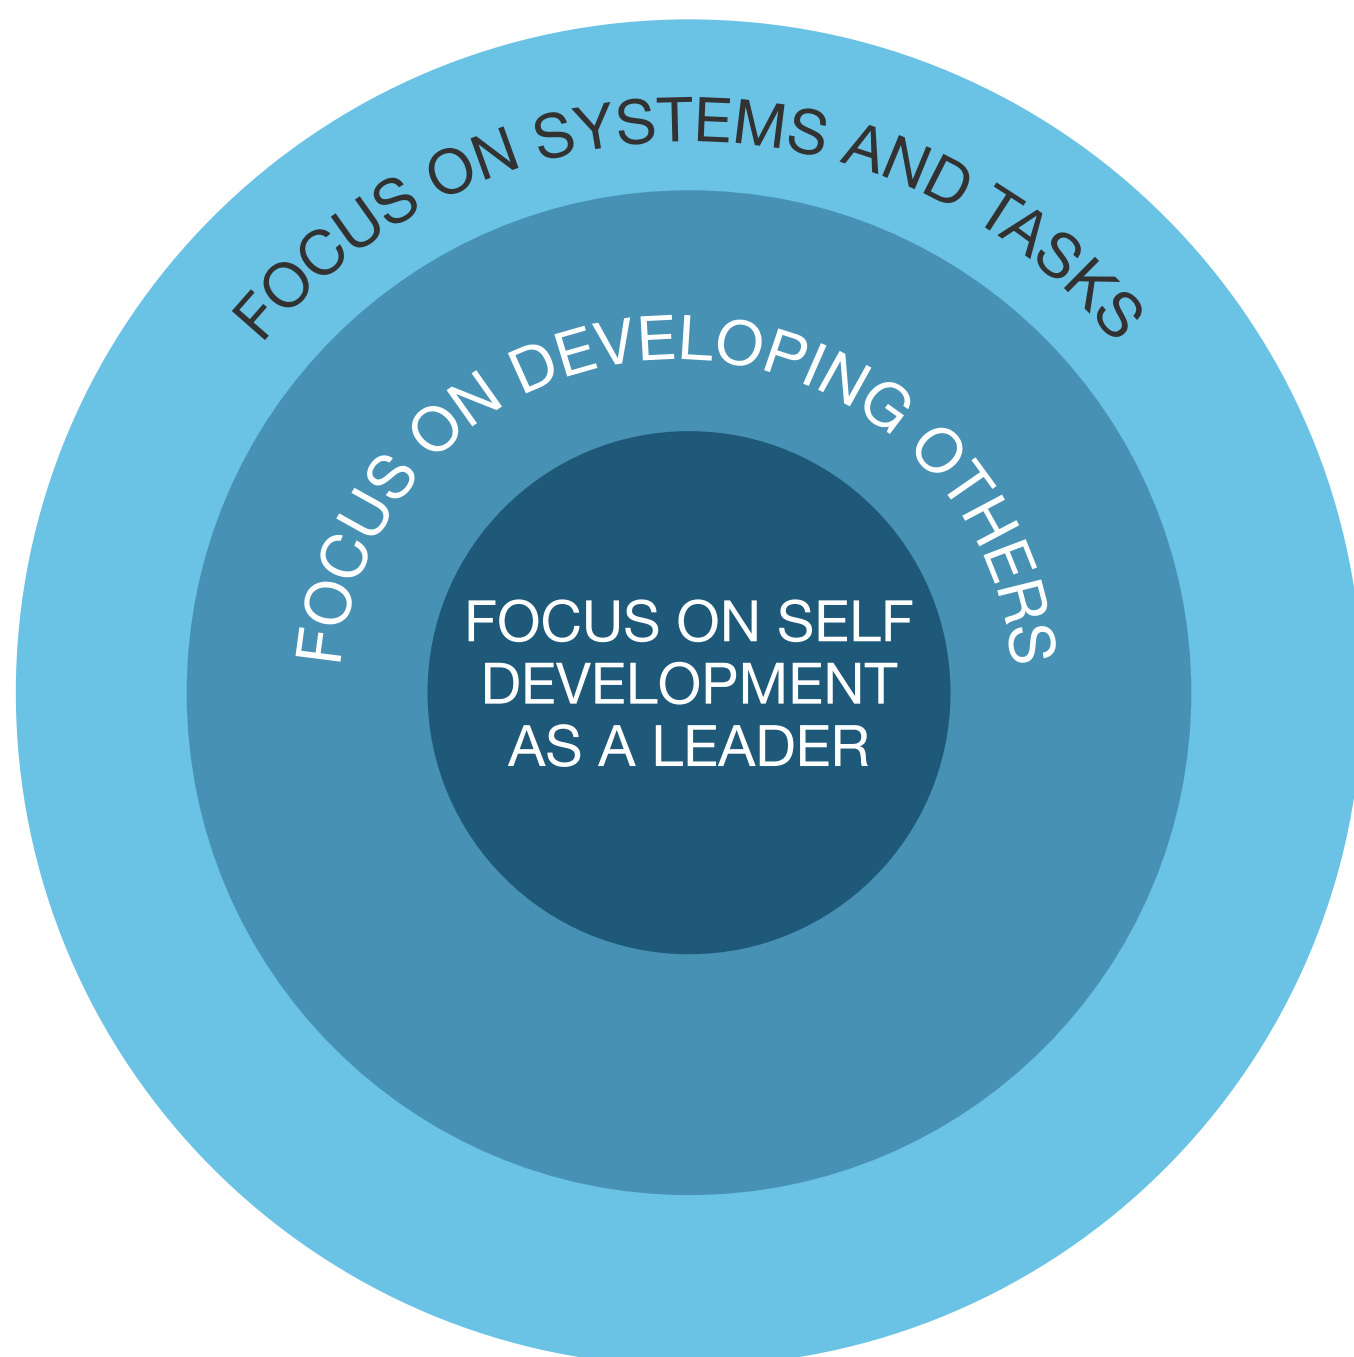 FOCUS ON SYSTEMS AND TASKS
FOCUS ON DEVELOPING OTHERS
FOCUS ON SELF
DEVELOPMENT
AS A LEADER